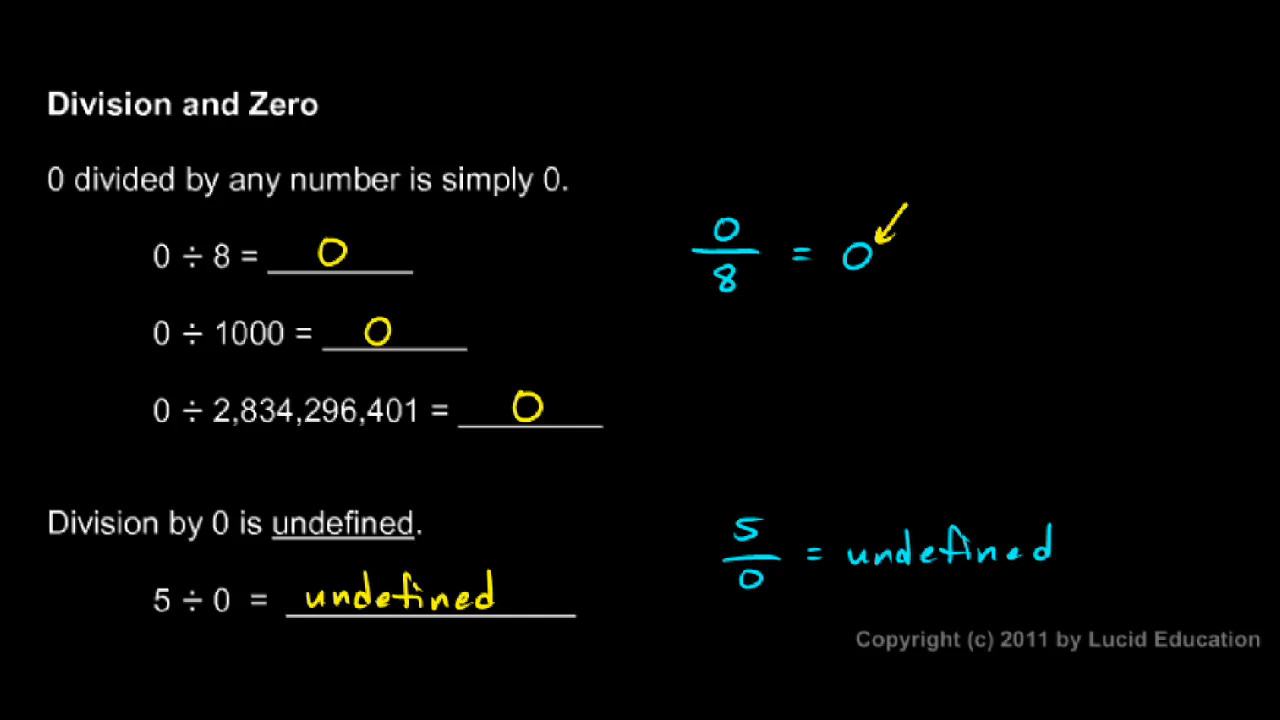 Division and Zero
0 divided by any number is simply 0.
0 ÷ 8 = 0
0/8 = 0
0 ÷ 1000 = 0
0 ÷ 2,834,296,401 = 0
Division by 0 is undefined.
5 ÷ 0 = undefined
5/0 = undefined
Copyright (c) 2011 by Lucid Education